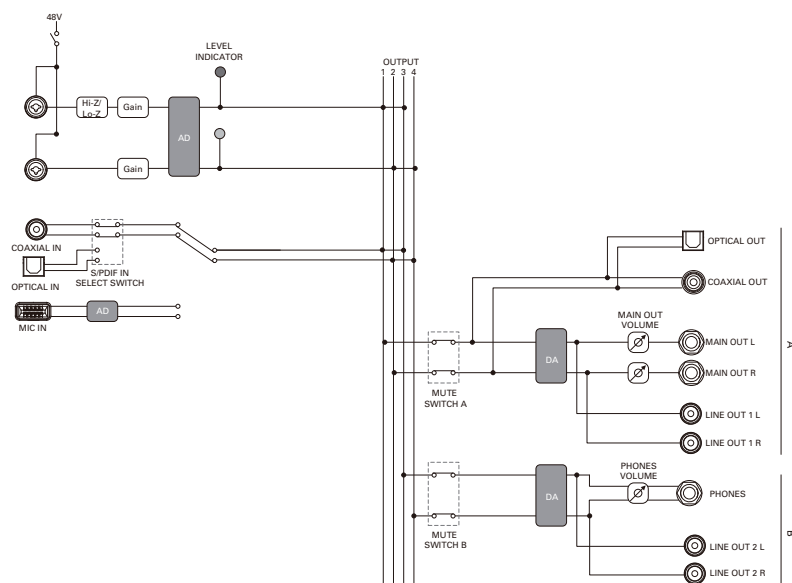 48V
LEVEL
INDICATOR
OUTPUT
1 2 3 4
Hi-Z/
Lo-Z
Gain
AD
Gain
COAXIAL IN
OPTICAL IN
S/PDIF IN
SELECT SWITCH
MIC IN
AD
OPTICAL OUT
COAXIAL OUT
MAIN OUT
VOLUME
MAIN OUT L
DA
MAIN OUT R
MUTE
SWITCH A
A
LINE OUT 1 L
LINE OUT 1 R
PHONES
VOLUME
DA
PHONES
MUTE
SWITCH B
B
LINE OUT 2 L
LINE OUT 2 R